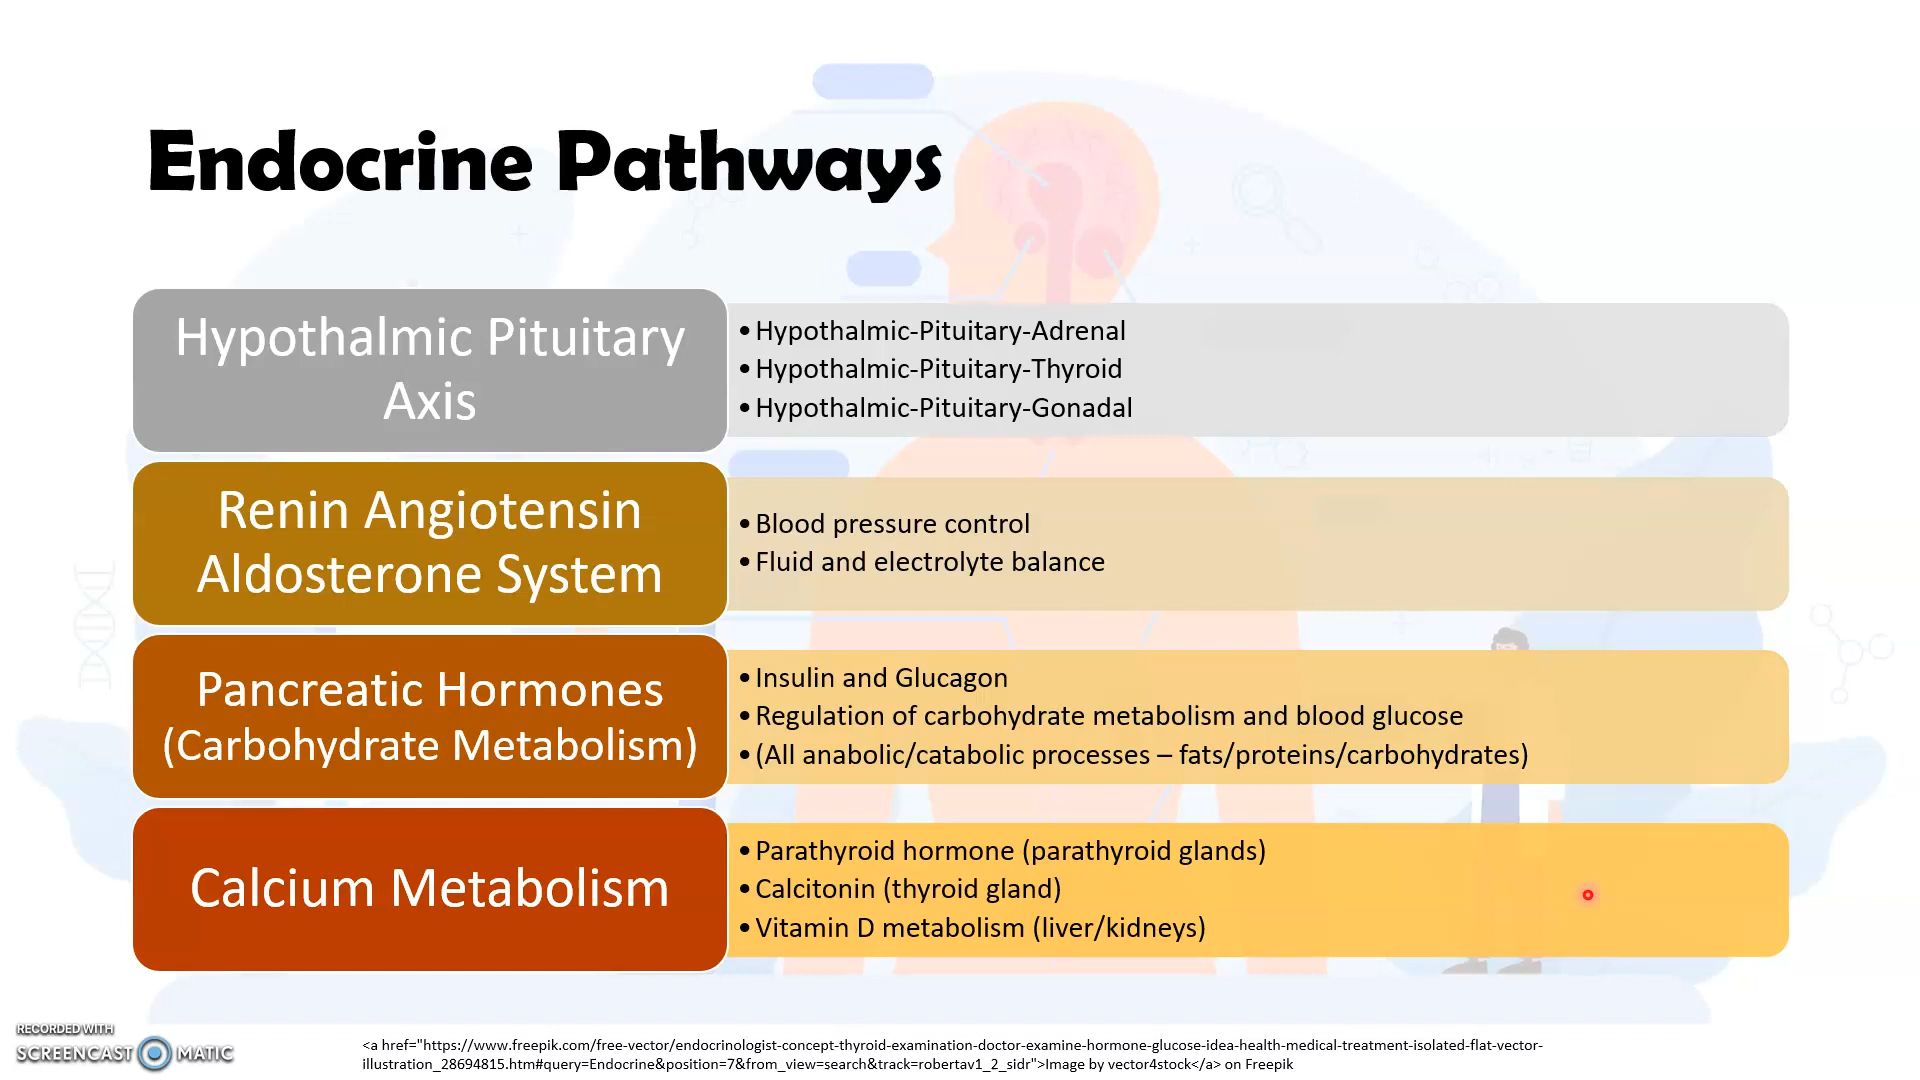 Endocrine Pathways
Hypothalmic Pituitary
Axis
• Hypothalmic-Pituitary-Adrenal
• Hypothalmic-Pituitary-Thyroid
• Hypothalmic-Pituitary-Gonadal
Renin Angiotensin
Aldosterone System
• Blood pressure control
• Fluid and electrolyte balance
Pancreatic Hormones
(Carbohydrate Metabolism)
• Insulin and Glucagon
• Regulation of carbohydrate metabolism and blood glucose
• (All anabolic/catabolic processes – fats/proteins/carbohydrates)
Calcium Metabolism
• Parathyroid hormone (parathyroid glands)
• Calcitonin (thyroid gland)
• Vitamin D metabolism (liver/kidneys)
RECORDED WITH
SCREENCAST MATIC
<a href="https://www.freepik.com/free-vector/endocrinologist-concept-thyroid-examination-doctor-examine-hormone-glucose-idea-health-medical-treatment-isolated-flat-vector-
illustration_28694815.htm#query=Endocrine&position=7&from_view=search&track=robertav1_2_sidr">Image by vector4stock</a> on Freepik